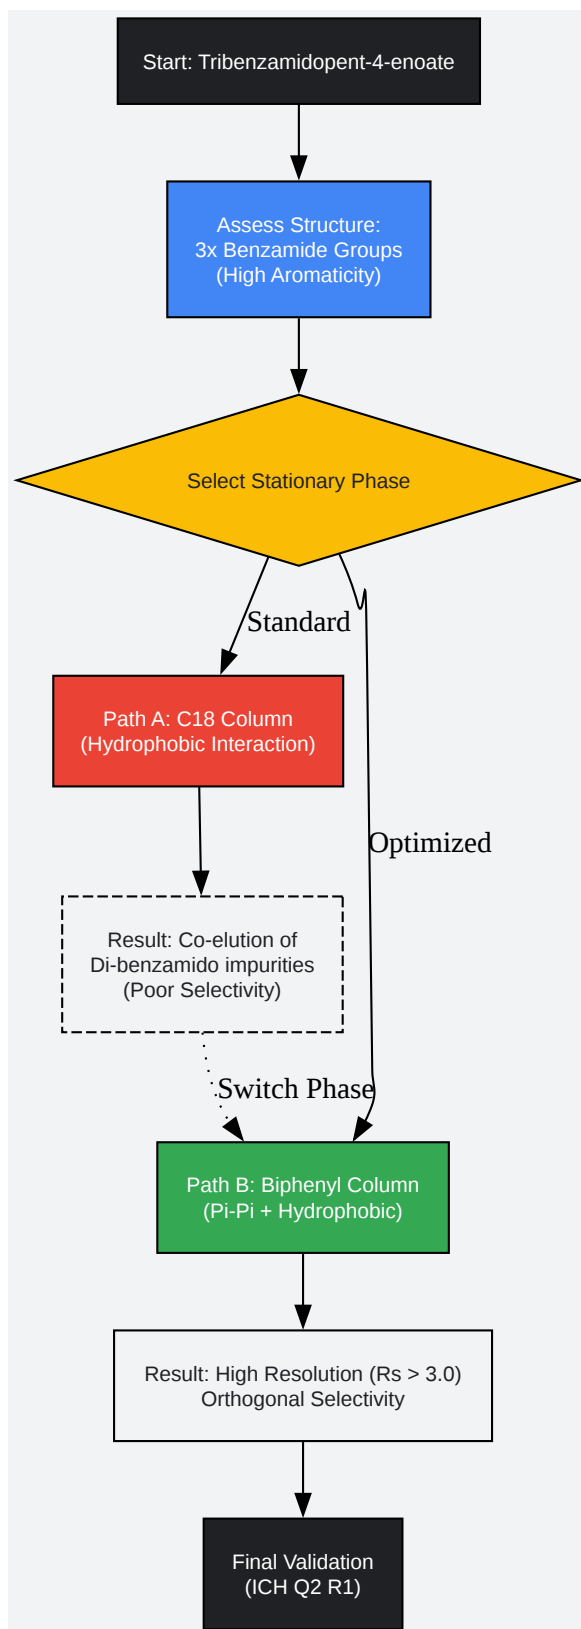 Start: Tribenzamidopent-4-enoate
Assess Structure:
3x Benzamide Groups
(High Aromaticity)
Select Stationary Phase
Standard
Path A: C18 Column
(Hydrophobic Interaction)
Optimized
Result: Co-elution of
Di-benzamido impurities
(Poor Selectivity)
Switch Phase
Path B: Biphenyl Column
(Pi-Pi + Hydrophobic)
Result: High Resolution (Rs > 3.0)
Orthogonal Selectivity
Final Validation
(ICH Q2 R1)